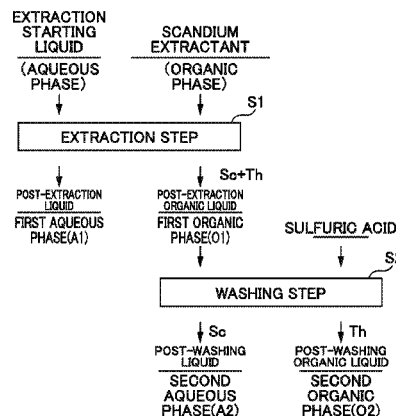 EXTRACTION
STARTING
LIQUID
(AQUEOUS
PHASE)
SCANDIUM
EXTRACTANT
(ORGANIC
PHASE)
S1
EXTRACTION STEP
Sc+Th
POST-EXTRACTION
LIQUID
FIRST AQUEOUS
PHASE(A1)
POST-EXTRACTION
ORGANIC LIQUID
FIRST ORGANIC
PHASE(O1)
SULFURIC ACID
WASHING STEP
Sc
POST-WASHING
LIQUID
SECOND
AQUEOUS
PHASE(A2)
Th
POST-WASHING
ORGANIC LIQUID
SECOND
ORGANIC
PHASE(O2)